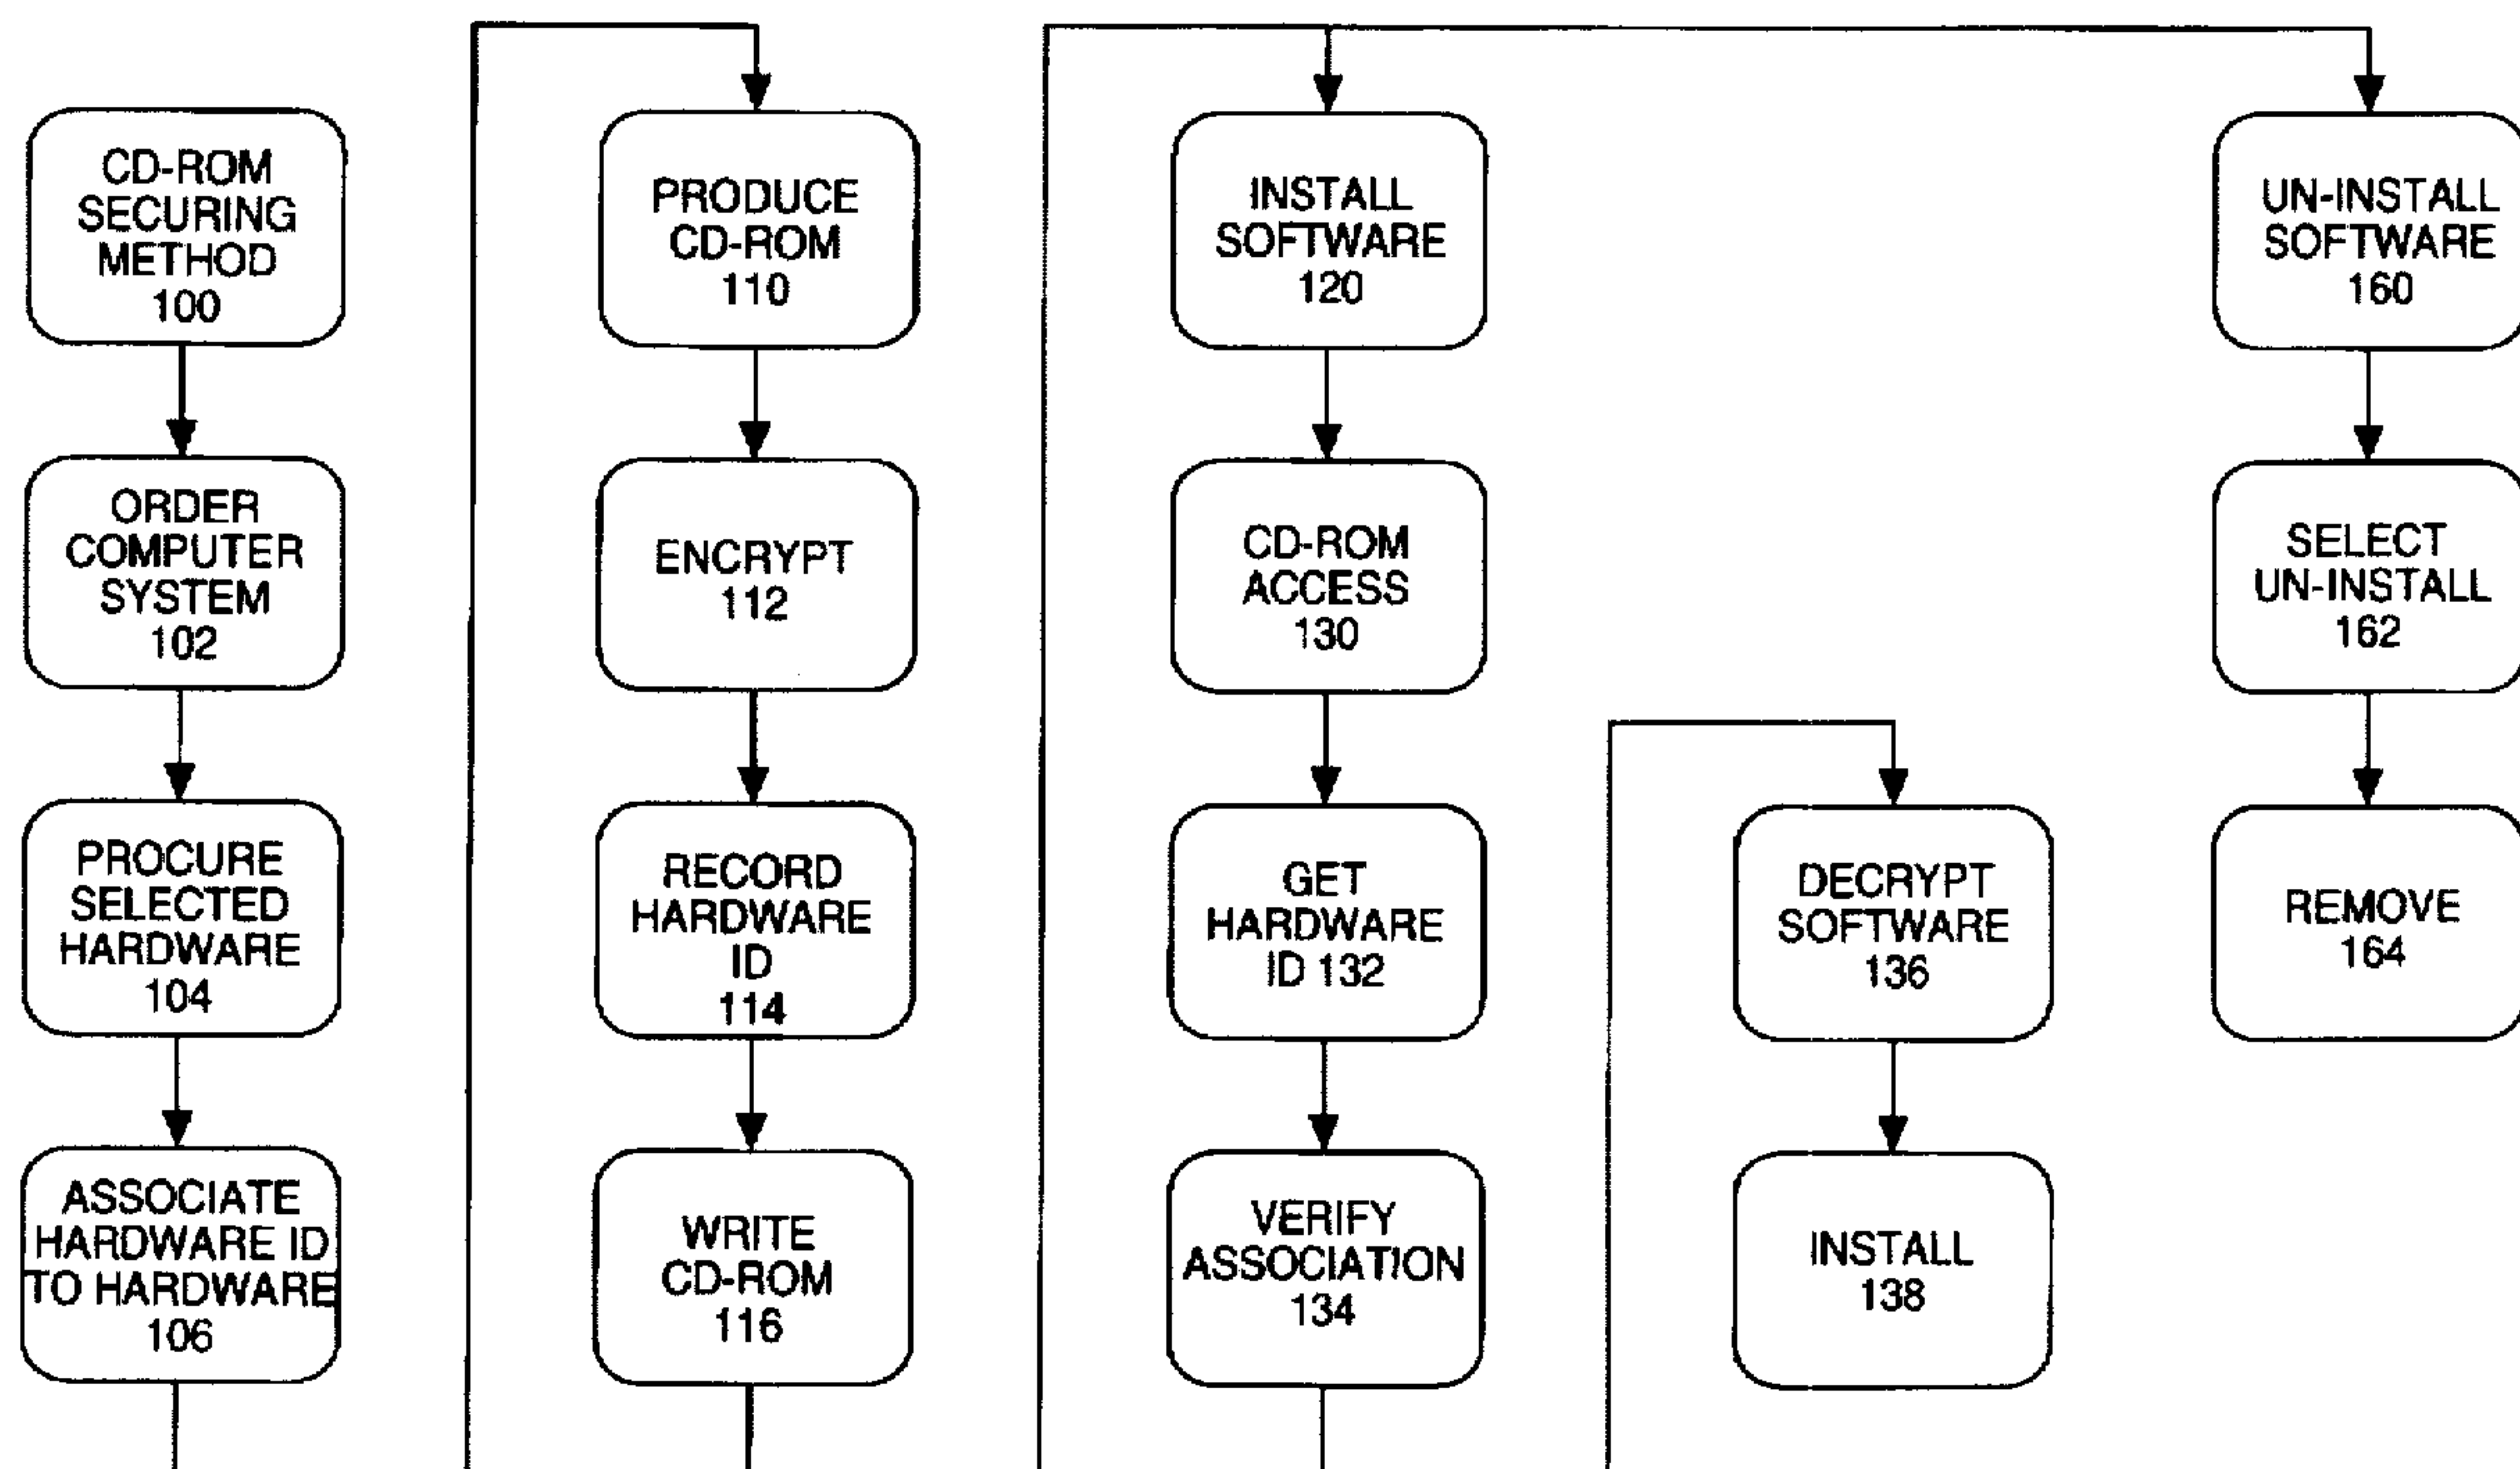 CD-ROM
SECURING
METHOD
100
ORDER
COMPUTER
SYSTEM
102
PROCURE
SELECTED
HARDWARE
104
ASSOCIATE
HARDWARE ID
TO HARDWARE
106
PRODUCE
CD-ROM
110
ENCRYPT
112
RECORD
HARDWARE
ID
114
WRITE
CD-ROM
116
INSTALL
SOFTWARE
120
CD-ROM
ACCESS
130
GET
HARDWARE
ID 132
VERIFY
ASSOCIATION
134
DECRYPT
SOFTWARE
136
INSTALL
138
UN-INSTALL
SOFTWARE
160
SELECT
UN-INSTALL
162
REMOVE
164